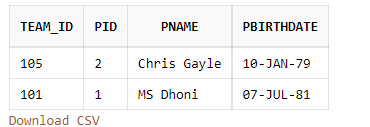 TEAM_ID PID PNAME PBIRTHDATE
105 2 Chris Gayle 10-JAN-79
101 1 MS Dhoni 07-JUL-81
Download CSV